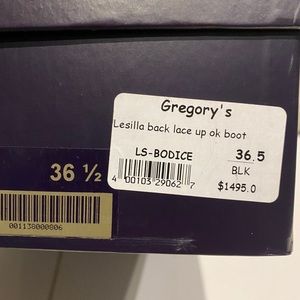 Gregory's
Lesilla back lace up ok boot
LS-BODICE 36.5
BLK
4 00103 29062 7
$1495.0
36 ½
001138000806